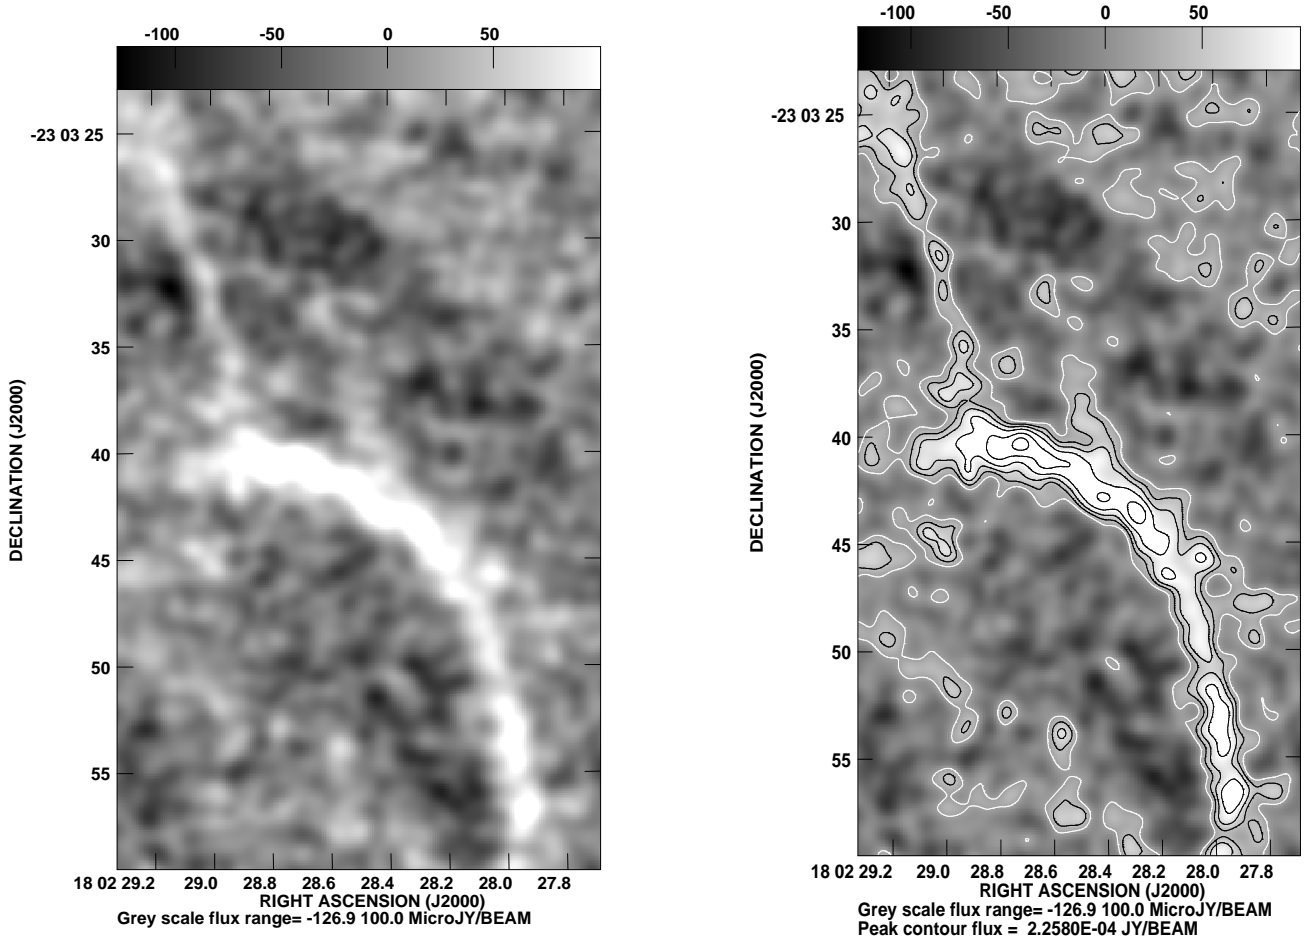 -100 -50 0 50
-23 03 25
30
35
40
45
50
55
DECLINATION (J2000)
18 02 29.2 29.0 28.8 28.6 28.4 28.2 28.0 27.8
RIGHT ASCENSION (J2000)
Grey scale flux range= -126.9 100.0 MicroJY/BEAM
-100 -50 0 50
-23 03 25
30
35
40
45
50
55
DECLINATION (J2000)
18 02 29.2 29.0 28.8 28.6 28.4 28.2 28.0 27.8
RIGHT ASCENSION (J2000)
Grey scale flux range= -126.9 100.0 MicroJY/BEAM
Peak contour flux = 2.2580E-04 JY/BEAM